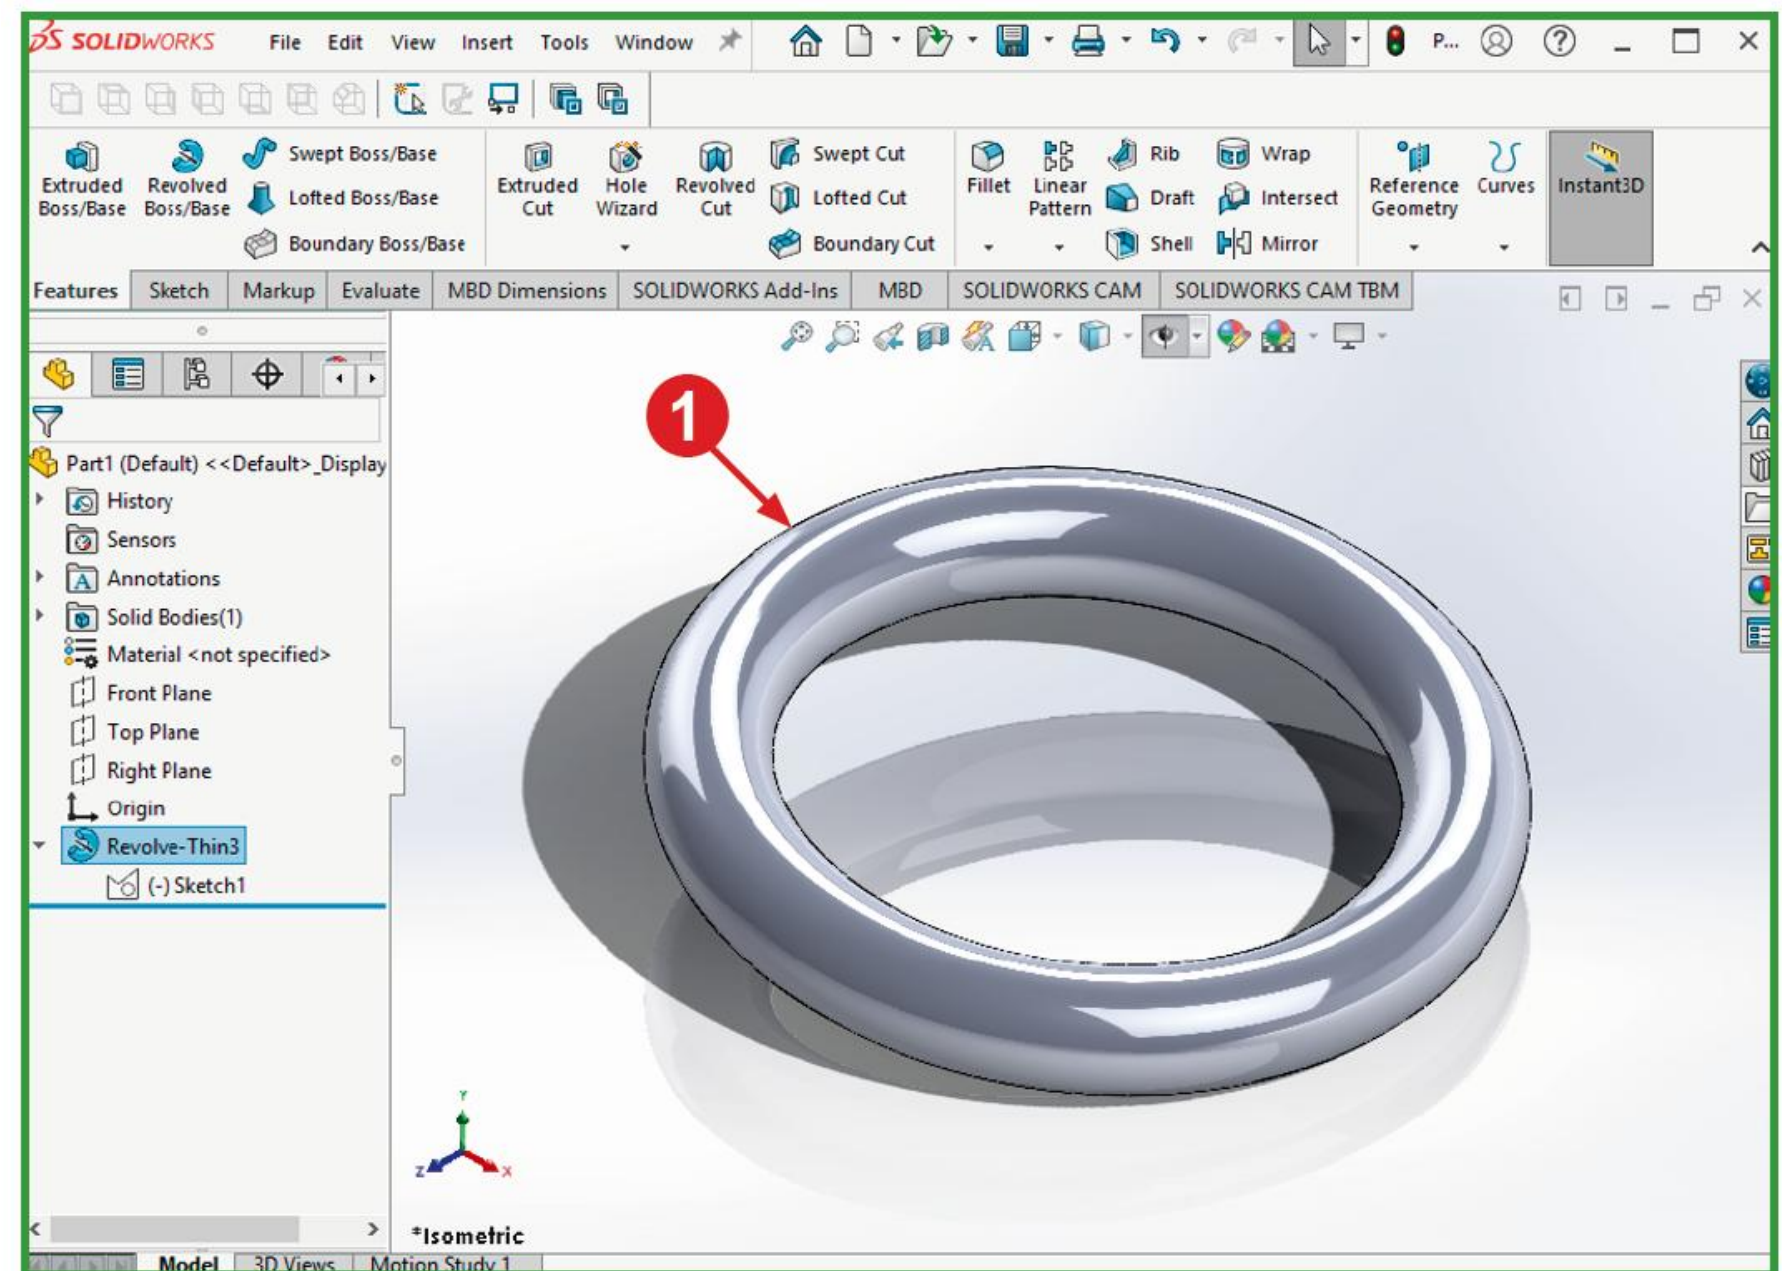 SOLIDWORKS File Edit View Insert Tools Window P...
Extruded Boss/Base
Revolved Boss/Base
Swept Boss/Base
Lofted Boss/Base
Boundary Boss/Base
Extruded Cut
Hole Wizard
Revolved Cut
Swept Cut
Lofted Cut
Boundary Cut
Fillet
Linear Pattern
Rib
Draft
Shell
Wrap
Intersect
Mirror
Reference Geometry
Curves
Instant3D
Features Sketch Markup Evaluate MBD Dimensions SOLIDWORKS Add-Ins MBD SOLIDWORKS CAM SOLIDWORKS CAM TBM
1
Part1 (Default) <<Default>_Display
History
Sensors
Annotations
Solid Bodies(1)
Material <not specified>
Front Plane
Top Plane
Right Plane
Origin
Revolve-Thin3
(-) Sketch1
Y
Z X
*Isometric
Model 3D Views Motion Study 1